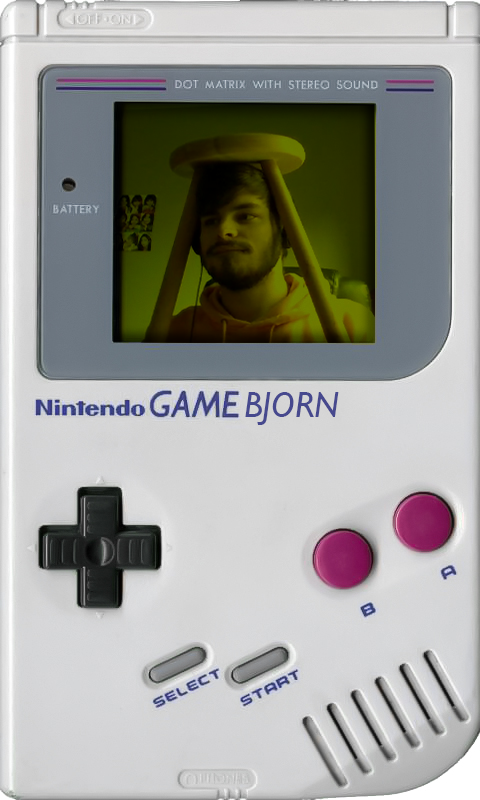 OFF•ON
DOT MATRIX WITH STEREO SOUND
BATTERY
Nintendo GAME BJORN
B
A
SELECT
START
PHONES